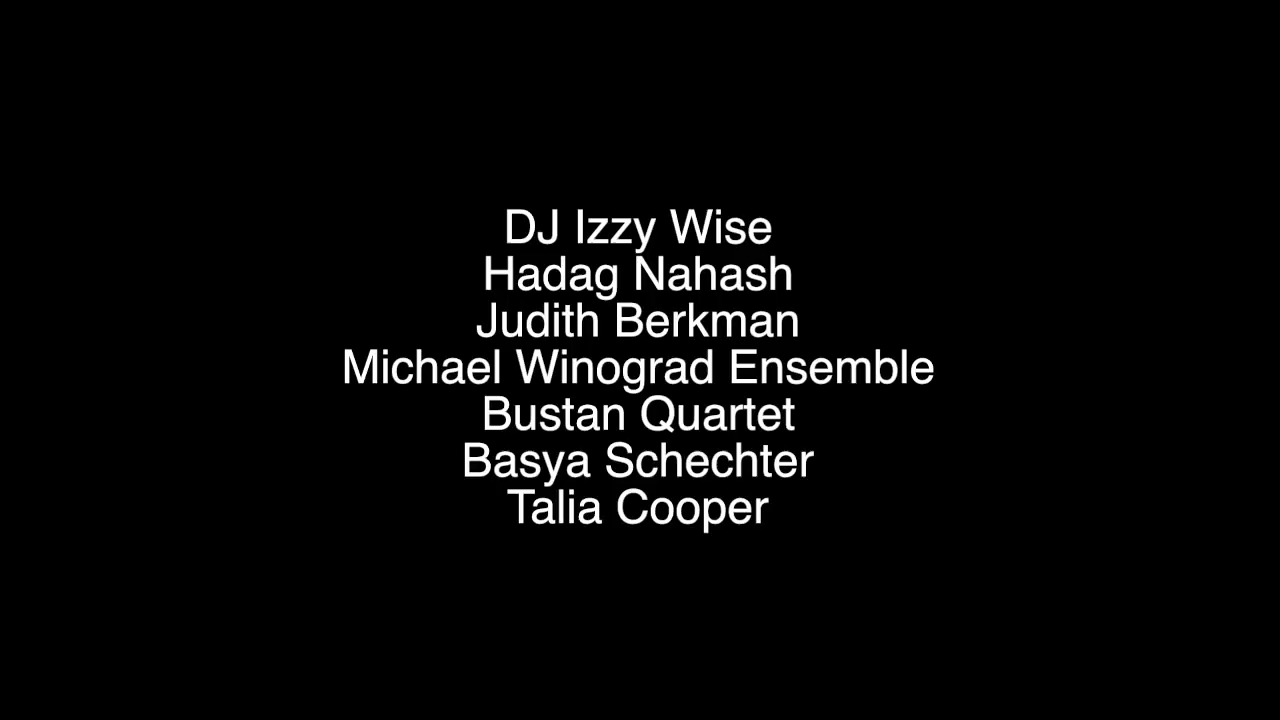 DJ Izzy Wise
Hadag Nahash
Judith Berkman
Michael Winograd Ensemble
Bustan Quartet
Basya Schechter
Talia Cooper